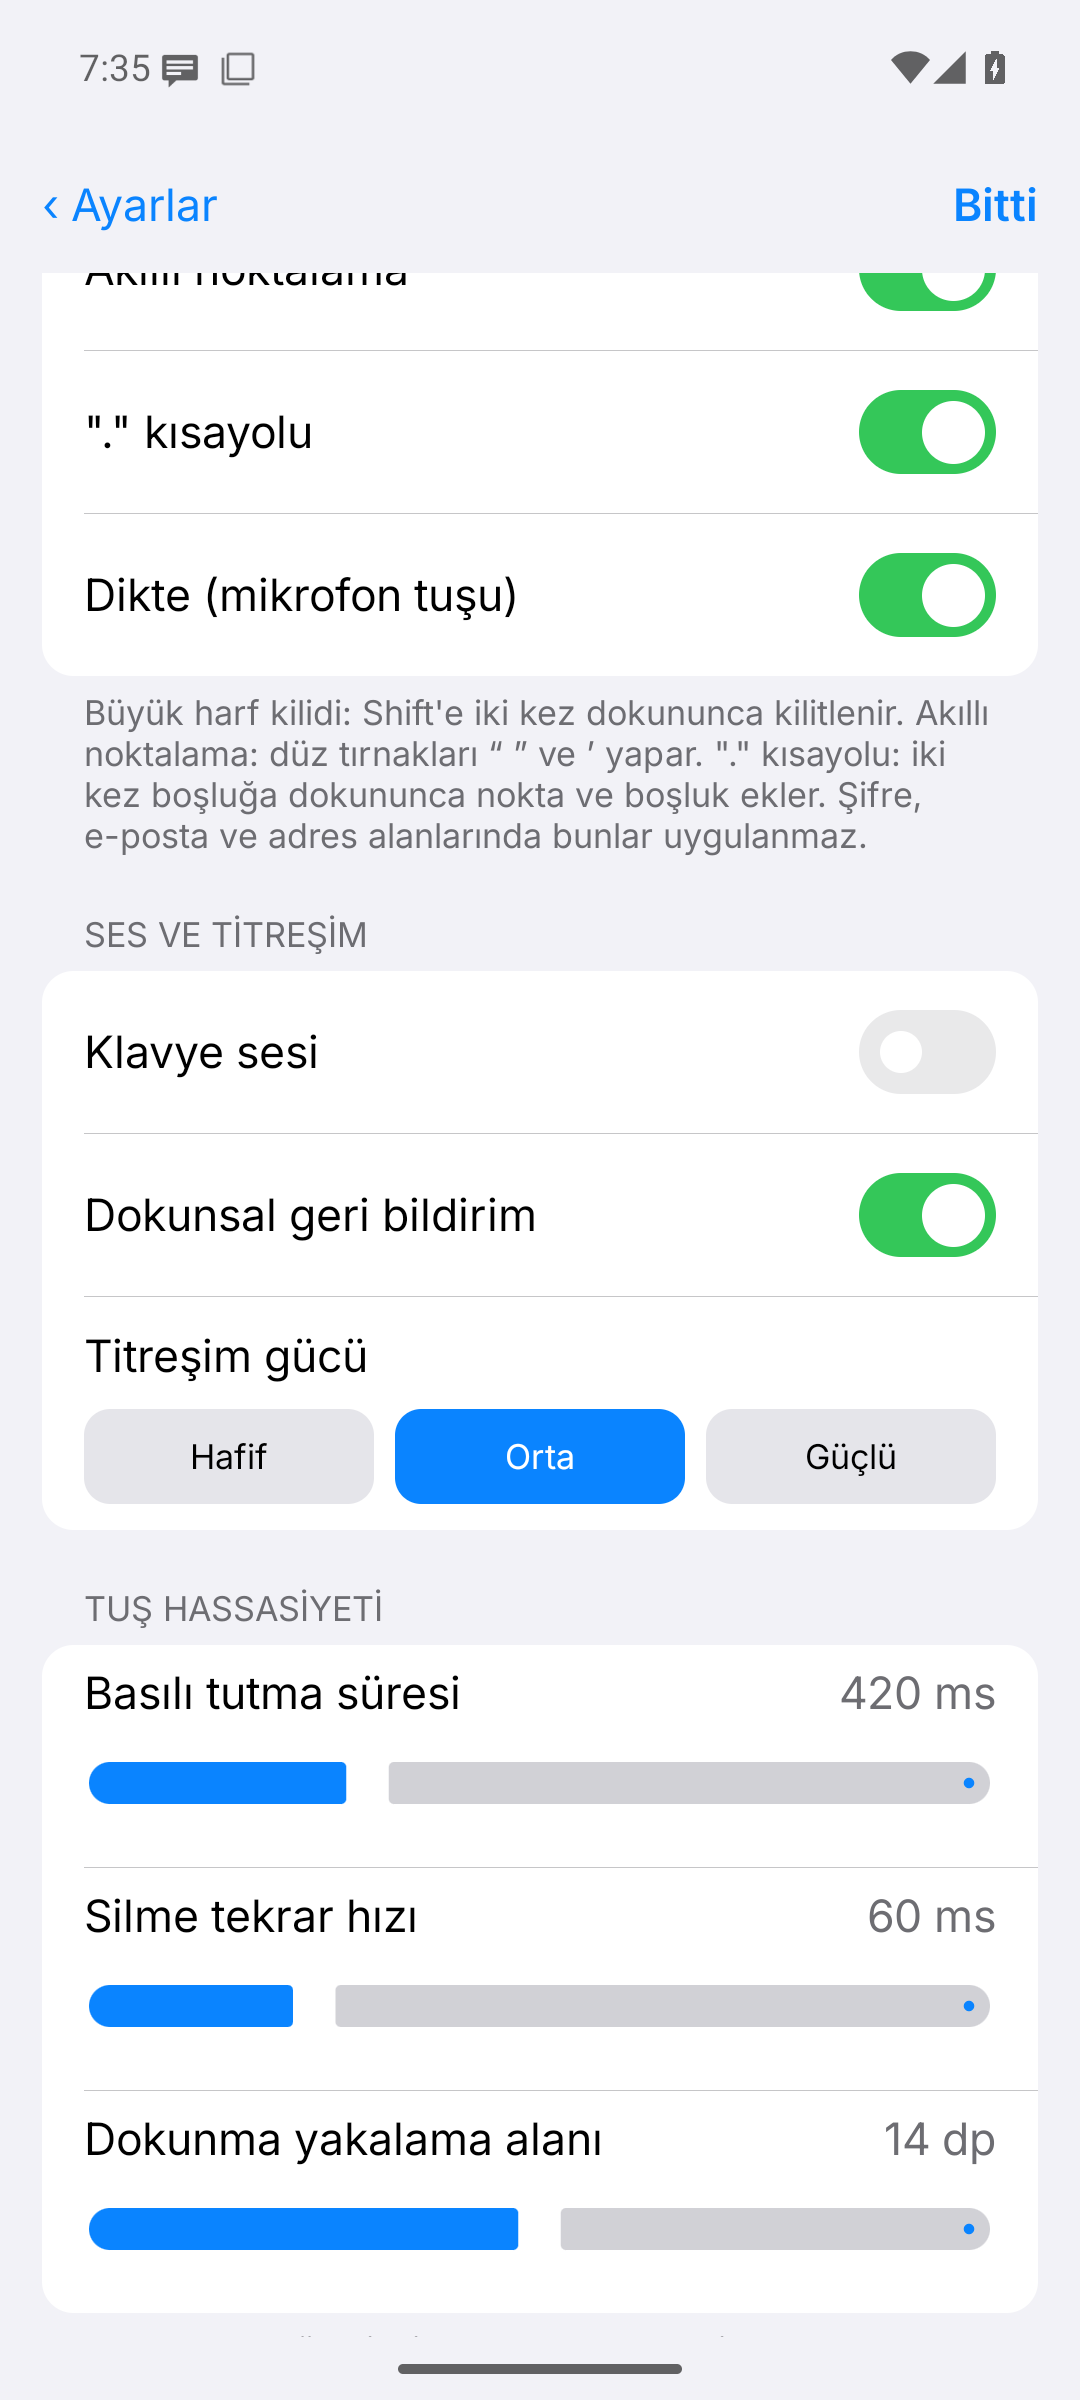 7:35
‹ Ayarlar
Bitti
Akıllı noktalama
"." kısayolu
Dikte (mikrofon tuşu)
Büyük harf kilidi: Shift'e iki kez dokununca kilitlenir. Akıllı
noktalama: düz tırnakları “ ” ve ’ yapar. "." kısayolu: iki
kez boşluğa dokununca nokta ve boşluk ekler. Şifre,
e-posta ve adres alanlarında bunlar uygulanmaz.
SES VE TİTREŞİM
Klavye sesi
Dokunsal geri bildirim
Titreşim gücü
Hafif
Orta
Güçlü
TUŞ HASSASİYETİ
Basılı tutma süresi
420 ms
Silme tekrar hızı
60 ms
Dokunma yakalama alanı
14 dp